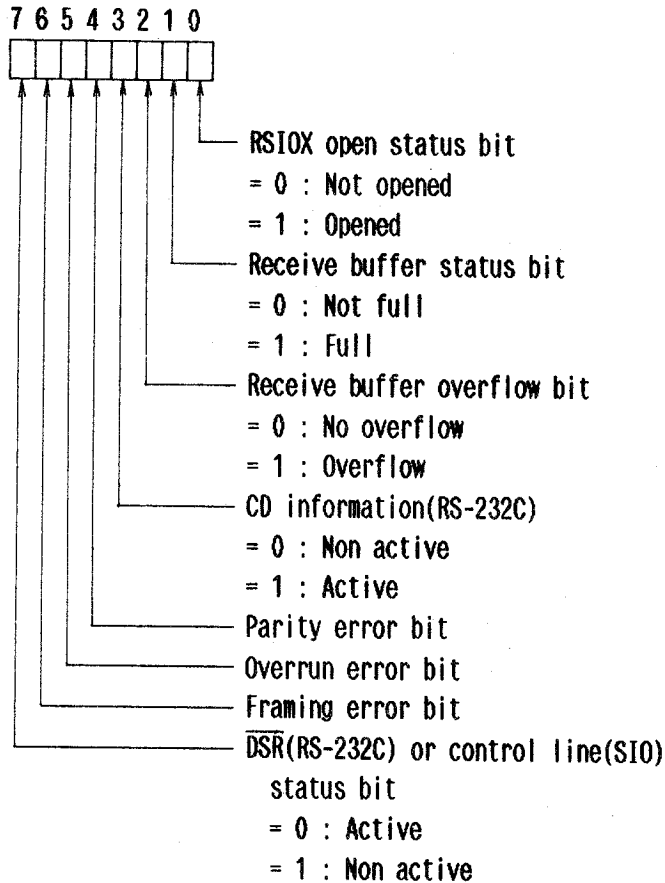 7 6 5 4 3 2 1 0
RSIOX open status bit
= 0 : Not opened
= 1 : Opened
Receive buffer status bit
= 0 : Not full
= 1 : Full
Receive buffer overflow bit
= 0 : No overflow
= 1 : Overflow
CD information(RS-232C)
= 0 : Non active
= 1 : Active
Parity error bit
Overrun error bit
Framing error bit
D̅S̅R̅(RS-232C) or control line(SIO)
status bit
= 0 : Active
= 1 : Non active